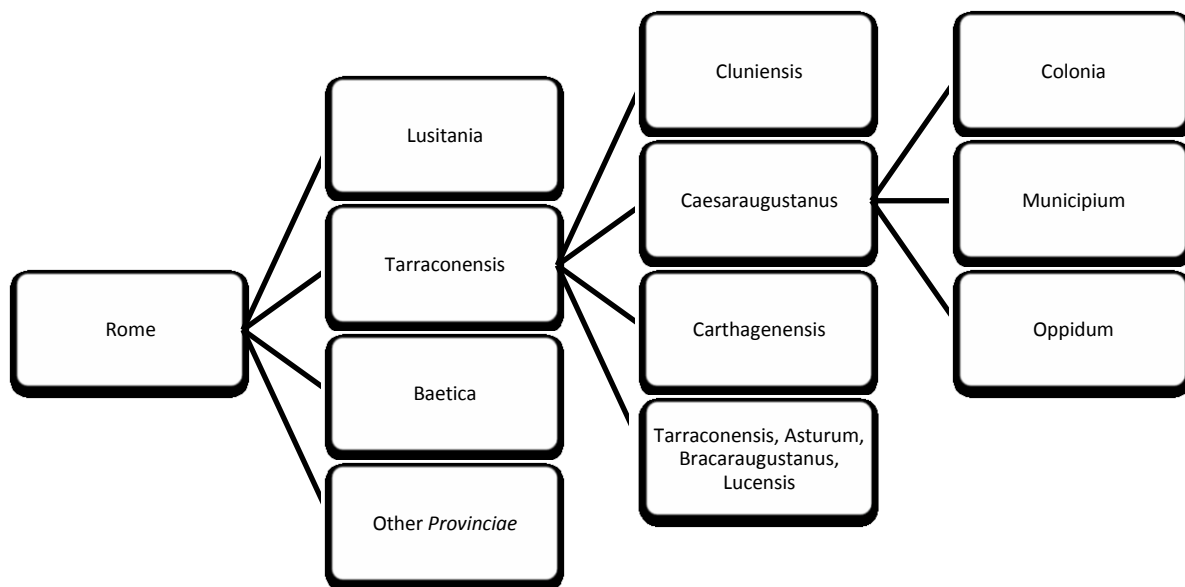 Rome
Lusitania
Tarraconensis
Baetica
Other Provinciae
Cluniensis
Caesaraugustanus
Carthagenensis
Tarraconensis, Asturum,
Bracaraugustanus,
Lucensis
Colonia
Municipium
Oppidum